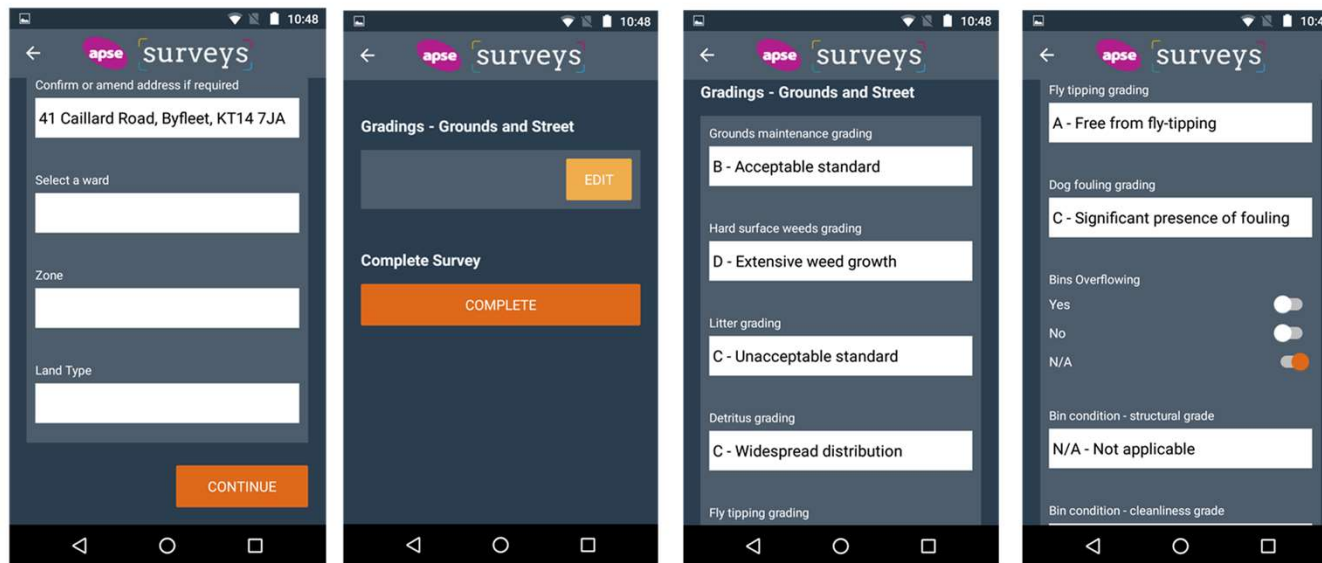 10:48
apse surveys
Confirm or amend address if required
41 Caillard Road, Byfleet, KT14 7JA
Select a ward
Zone
Land Type
CONTINUE
10:48
apse surveys
Gradings - Grounds and Street
EDIT
Complete Survey
COMPLETE
10:48
apse surveys
Gradings - Grounds and Street
Grounds maintenance grading
B - Acceptable standard
Hard surface weeds grading
D - Extensive weed growth
Litter grading
C - Unacceptable standard
Detritus grading
C - Widespread distribution
Fly tipping grading
apse surveys
Fly tipping grading
A - Free from fly-tipping
Dog fouling grading
C - Significant presence of fouling
Bins Overflowing
Yes
No
N/A
Bin condition - structural grade
N/A - Not applicable
Bin condition - cleanliness grade